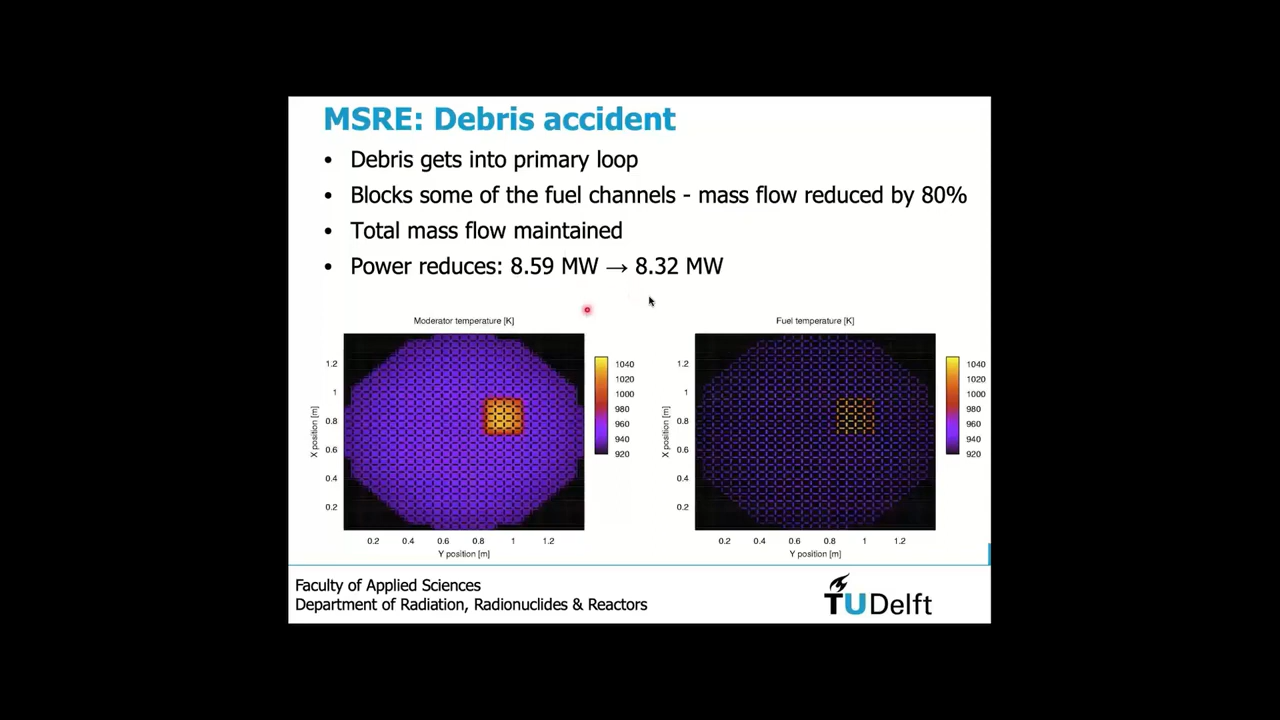 MSRE: Debris accident
• Debris gets into primary loop
• Blocks some of the fuel channels - mass flow reduced by 80%
• Total mass flow maintained
• Power reduces: 8.59 MW → 8.32 MW
Moderator temperature [K]
X position [m]
1.2
1
0.8
0.6
0.4
0.2
0.2 0.4 0.6 0.8 1 1.2
Y position [m]
1040
1020
1000
980
960
940
920
Fuel temperature [K]
X position [m]
1.2
1
0.8
0.6
0.4
0.2
0.2 0.4 0.6 0.8 1 1.2
Y position [m]
1040
1020
1000
980
960
940
920
Faculty of Applied Sciences
Department of Radiation, Radionuclides & Reactors
TUDelft